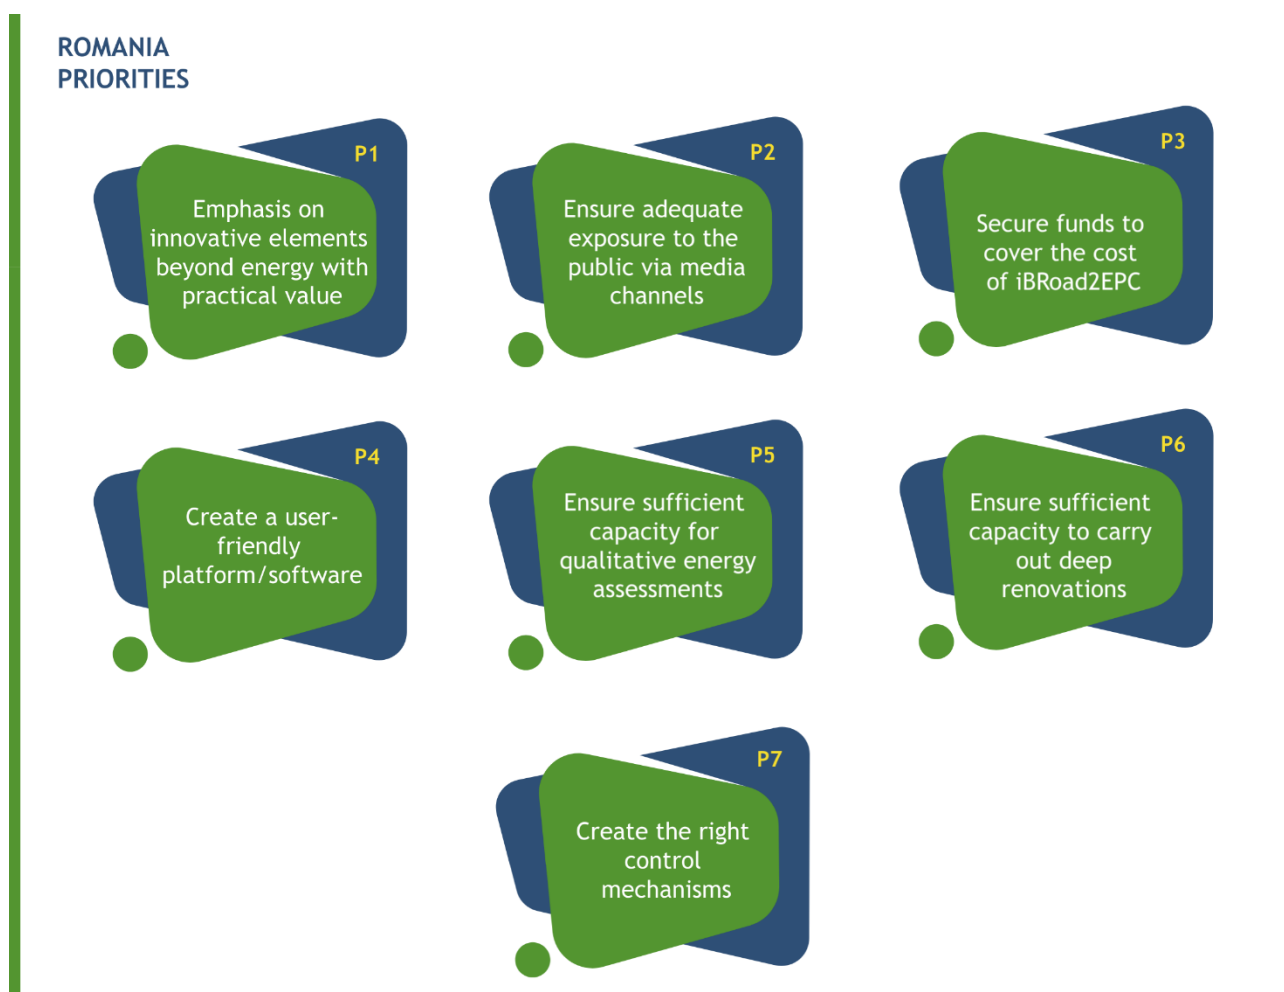 ROMANIA
PRIORITIES
P1
Emphasis on
innovative elements
beyond energy with
practical value
P2
Ensure adequate
exposure to the
public via media
channels
P3
Secure funds to
cover the cost
of iBRoad2EPC
P4
Create a user-
friendly
platform/software
P5
Ensure sufficient
capacity for
qualitative energy
assessments
P6
Ensure sufficient
capacity to carry
out deep
renovations
P7
Create the right
control
mechanisms